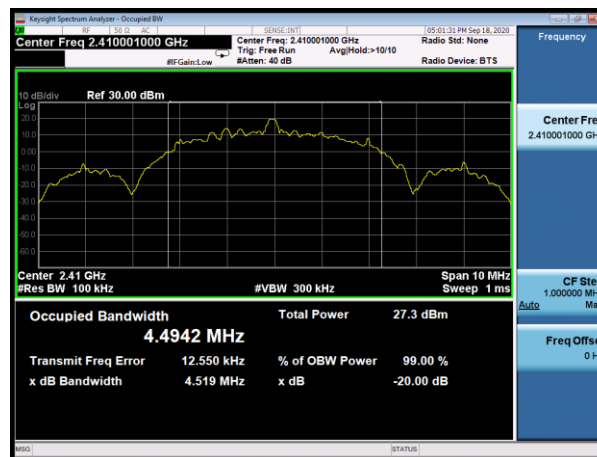 Keysight Spectrum Analyzer - Occupied BW
RF 50 Ω AC SENSE:INT 05:01:31 PM Sep 18, 2020
Center Freq 2.410001000 GHz Center Freq: 2.410001000 GHz Radio Std: None
Trig: Free Run Avg|Hold:>10/10
#IFGain:Low #Atten: 40 dB Radio Device: BTS
Frequency
10 dB/div Ref 30.00 dBm
Log
20.0
10.0
0.00
-10.0
-20.0
-30.0
-40.0
-50.0
-60.0
Center Fre
2.410001000 GH
Center 2.41 GHz Span 10 MHz
#Res BW 100 kHz #VBW 300 kHz Sweep 1 ms
CF Ste
1.000000 MH
Auto Ma
Occupied Bandwidth Total Power 27.3 dBm
4.4942 MHz
Transmit Freq Error 12.550 kHz % of OBW Power 99.00 %
x dB Bandwidth 4.519 MHz x dB -20.00 dB
Freq Offs
0 H
MSG STATUS